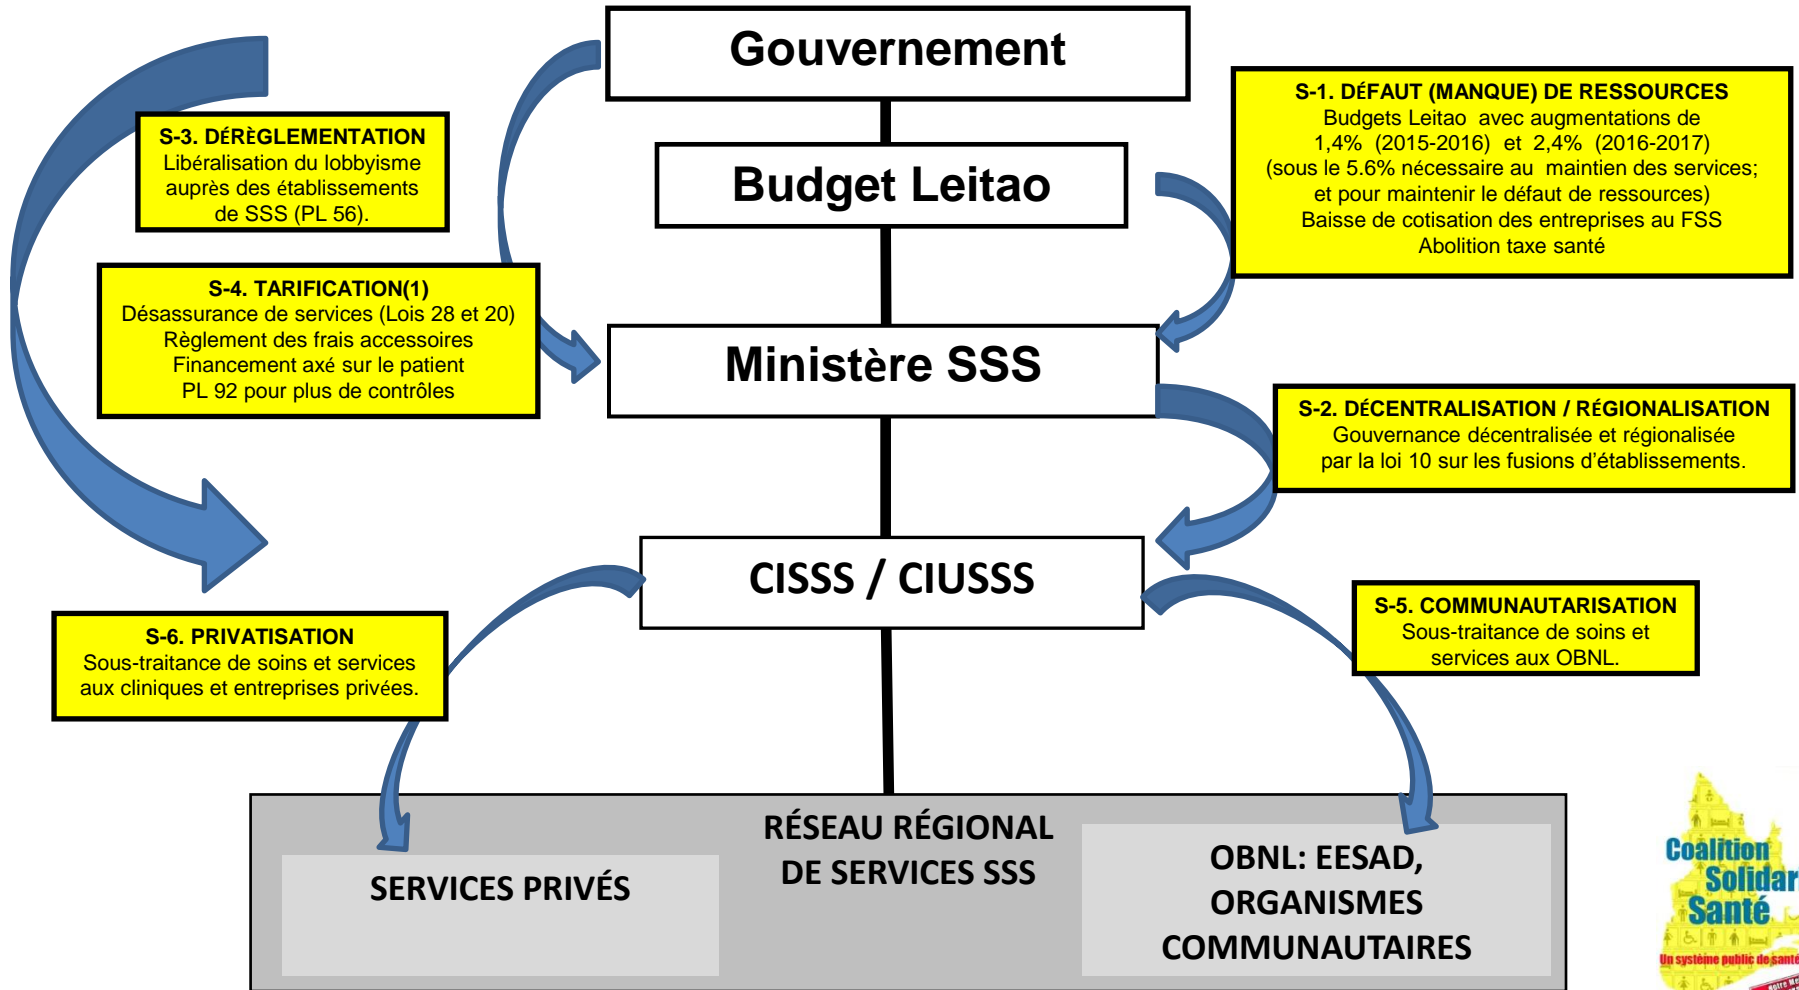 Gouvernement
S-1. DÉFAUT (MANQUE) DE RESSOURCES
Budgets Leitao avec augmentations de
1,4% (2015-2016) et 2,4% (2016-2017)
(sous le 5.6% nécessaire au maintien des services;
et pour maintenir le défaut de ressources)
Baisse de cotisation des entreprises au FSS
Abolition taxe santé
S-3. DÉRÈGLEMENTATION
Libéralisation du lobbyisme
auprès des établissements
de SSS (PL 56).
Budget Leitao
S-4. TARIFICATION(1)
Désassurance de services (Lois 28 et 20)
Règlement des frais accessoires
Financement axé sur le patient
PL 92 pour plus de contrôles
Ministère SSS
S-2. DÉCENTRALISATION / RÉGIONALISATION
Gouvernance décentralisée et régionalisée
par la loi 10 sur les fusions d'établissements.
CISSS / CIUSSS
S-5. COMMUNAUTARISATION
Sous-traitance de soins et
services aux OBNL.
S-6. PRIVATISATION
Sous-traitance de soins et services
aux cliniques et entreprises privées.
RÉSEAU RÉGIONAL
DE SERVICES SSS
SERVICES PRIVÉS
OBNL: EESAD,
ORGANISMES
COMMUNAUTAIRES
Coalition
Solidar
Santé
Un système public de santé